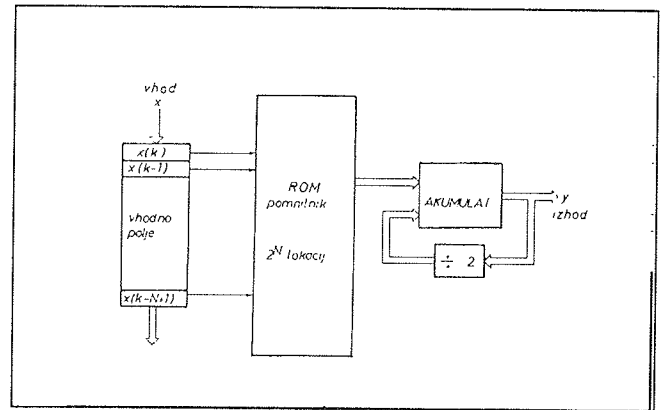 vhod
x
x(k)
x(k-1)
vhodno
polje
x(k-N+1)
ROM
pomnilnik
2^N lokacij
AKUMULAT
÷ 2
y
izhod